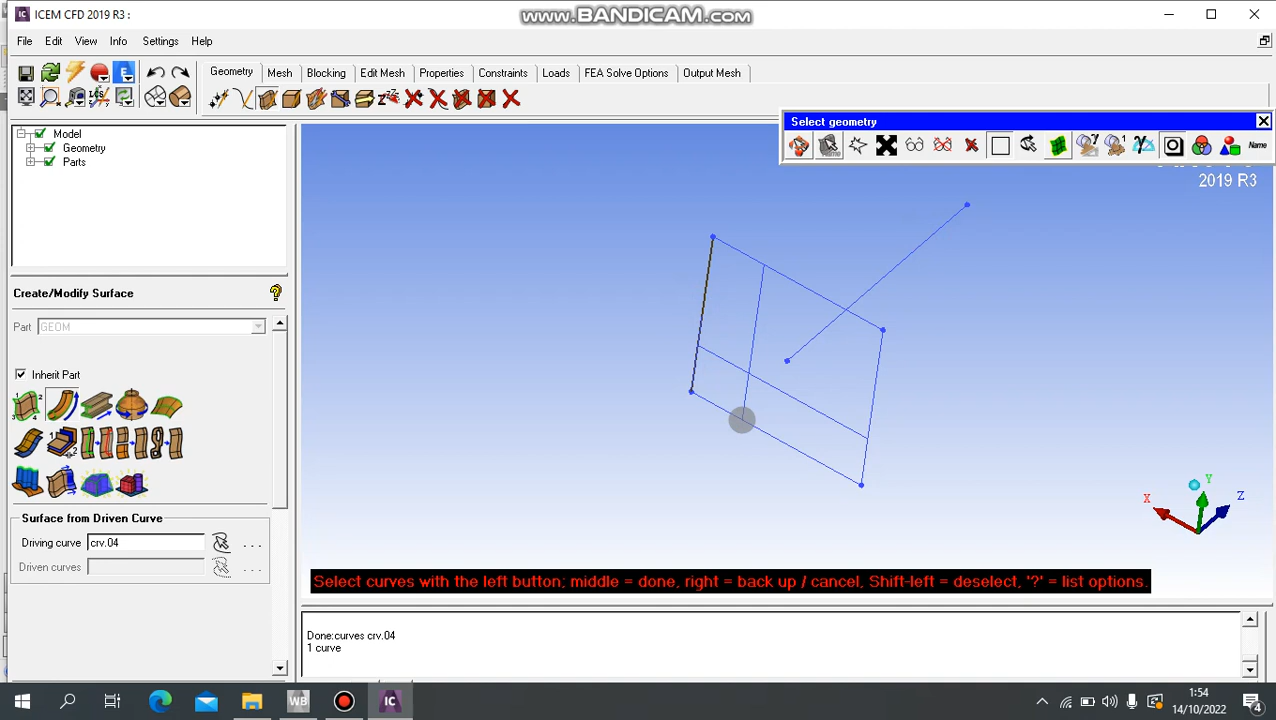 ICEM CFD 2019 R3 :
www.BANDICAM.com
File Edit View Info Settings Help
Geometry Mesh Blocking Edit Mesh Properties Constraints Loads FEA Solve Options Output Mesh
Select geometry
Name
2019 R3
Model
Geometry
Parts
Create/Modify Surface
Part GEOM
Inherit Part
Surface from Driven Curve
Driving curve crv.04 ...
Driven curves ...
X Y Z
Select curves with the left button; middle = done, right = back up / cancel, Shift-left = deselect, '?' = list options.
Done:curves crv.04
1 curve
WB IC
1:54
14/10/2022
4